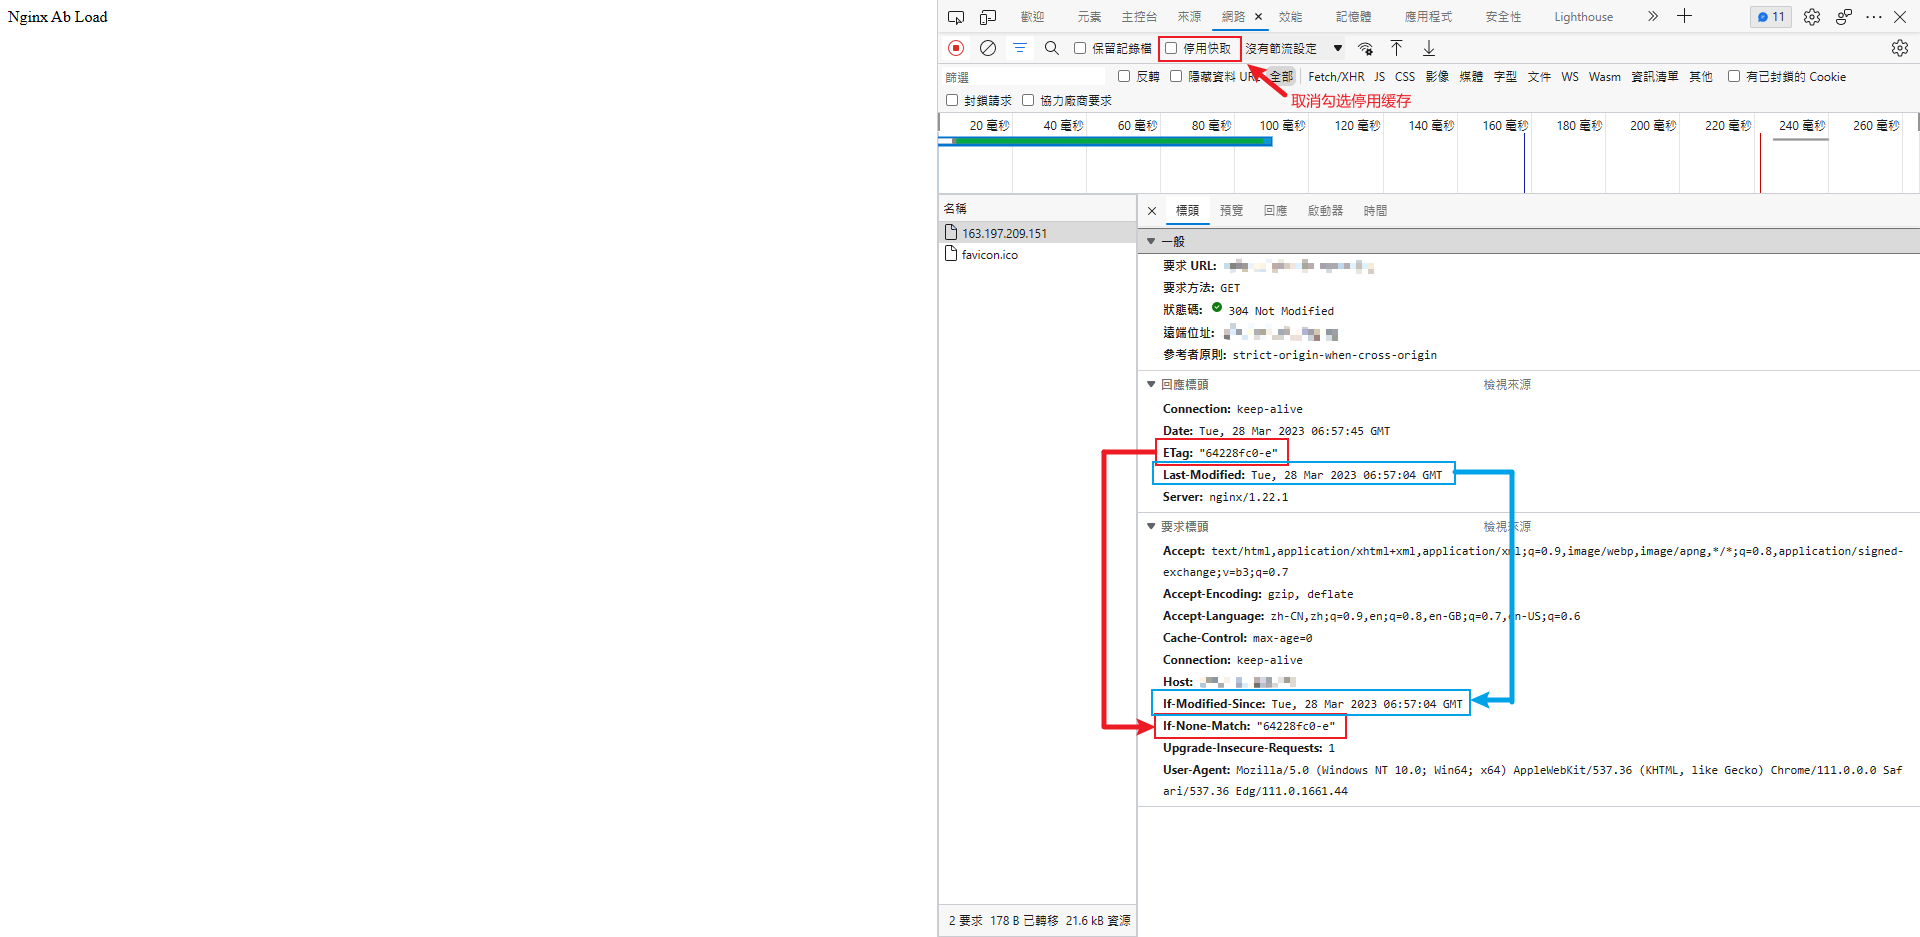 Nginx Ab Load
歡迎 元素 主控台 來源 網路 效能 記憶體 應用程式 安全性 Lighthouse 11
保留記錄檔 停用快取 沒有節流設定
篩選 反轉 隱藏資料 URL 全部 Fetch/XHR JS CSS 影像 媒體 字型 文件 WS Wasm 資訊清單 其他 有已封鎖的 Cookie
封鎖請求 協力廠商要求 取消勾选停用缓存
20 毫秒 40 毫秒 60 毫秒 80 毫秒 100 毫秒 120 毫秒 140 毫秒 160 毫秒 180 毫秒 200 毫秒 220 毫秒 240 毫秒 260 毫秒
名稱
163.197.209.151
favicon.ico
標頭 預覽 回應 啟動器 時間
一般
要求 URL:
要求方法: GET
狀態碼: 304 Not Modified
遠端位址:
參考者原則: strict-origin-when-cross-origin
回應標頭 檢視來源
Connection: keep-alive
Date: Tue, 28 Mar 2023 06:57:45 GMT
ETag: "64228fc0-e"
Last-Modified: Tue, 28 Mar 2023 06:57:04 GMT
Server: nginx/1.22.1
要求標頭 檢視來源
Accept: text/html,application/xhtml+xml,application/xml;q=0.9,image/webp,image/apng,*/*;q=0.8,application/signed-
exchange;v=b3;q=0.7
Accept-Encoding: gzip, deflate
Accept-Language: zh-CN,zh;q=0.9,en;q=0.8,en-GB;q=0.7,en-US;q=0.6
Cache-Control: max-age=0
Connection: keep-alive
Host:
If-Modified-Since: Tue, 28 Mar 2023 06:57:04 GMT
If-None-Match: "64228fc0-e"
Upgrade-Insecure-Requests: 1
User-Agent: Mozilla/5.0 (Windows NT 10.0; Win64; x64) AppleWebKit/537.36 (KHTML, like Gecko) Chrome/111.0.0.0 Saf
ari/537.36 Edg/111.0.1661.44
2 要求 178 B 已轉移 21.6 kB 資源